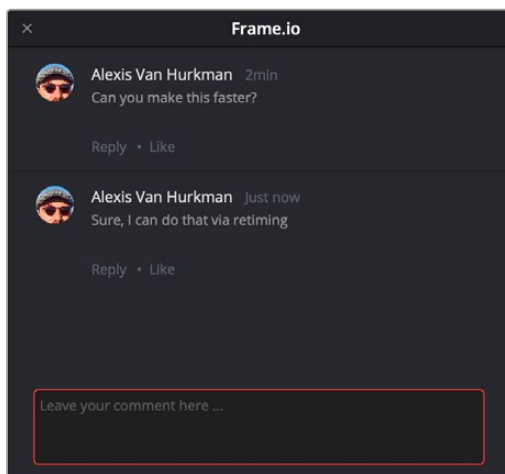 Frame.io
Alexis Van Hurkman 2min
Can you make this faster?
Reply • Like
Alexis Van Hurkman Just now
Sure, I can do that via retiming
Reply • Like
Leave your comment here ...